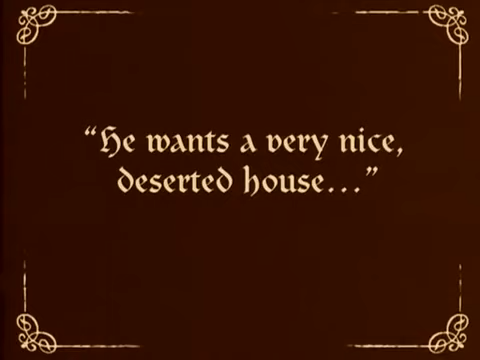 “He wants a very nice,
deserted house...”